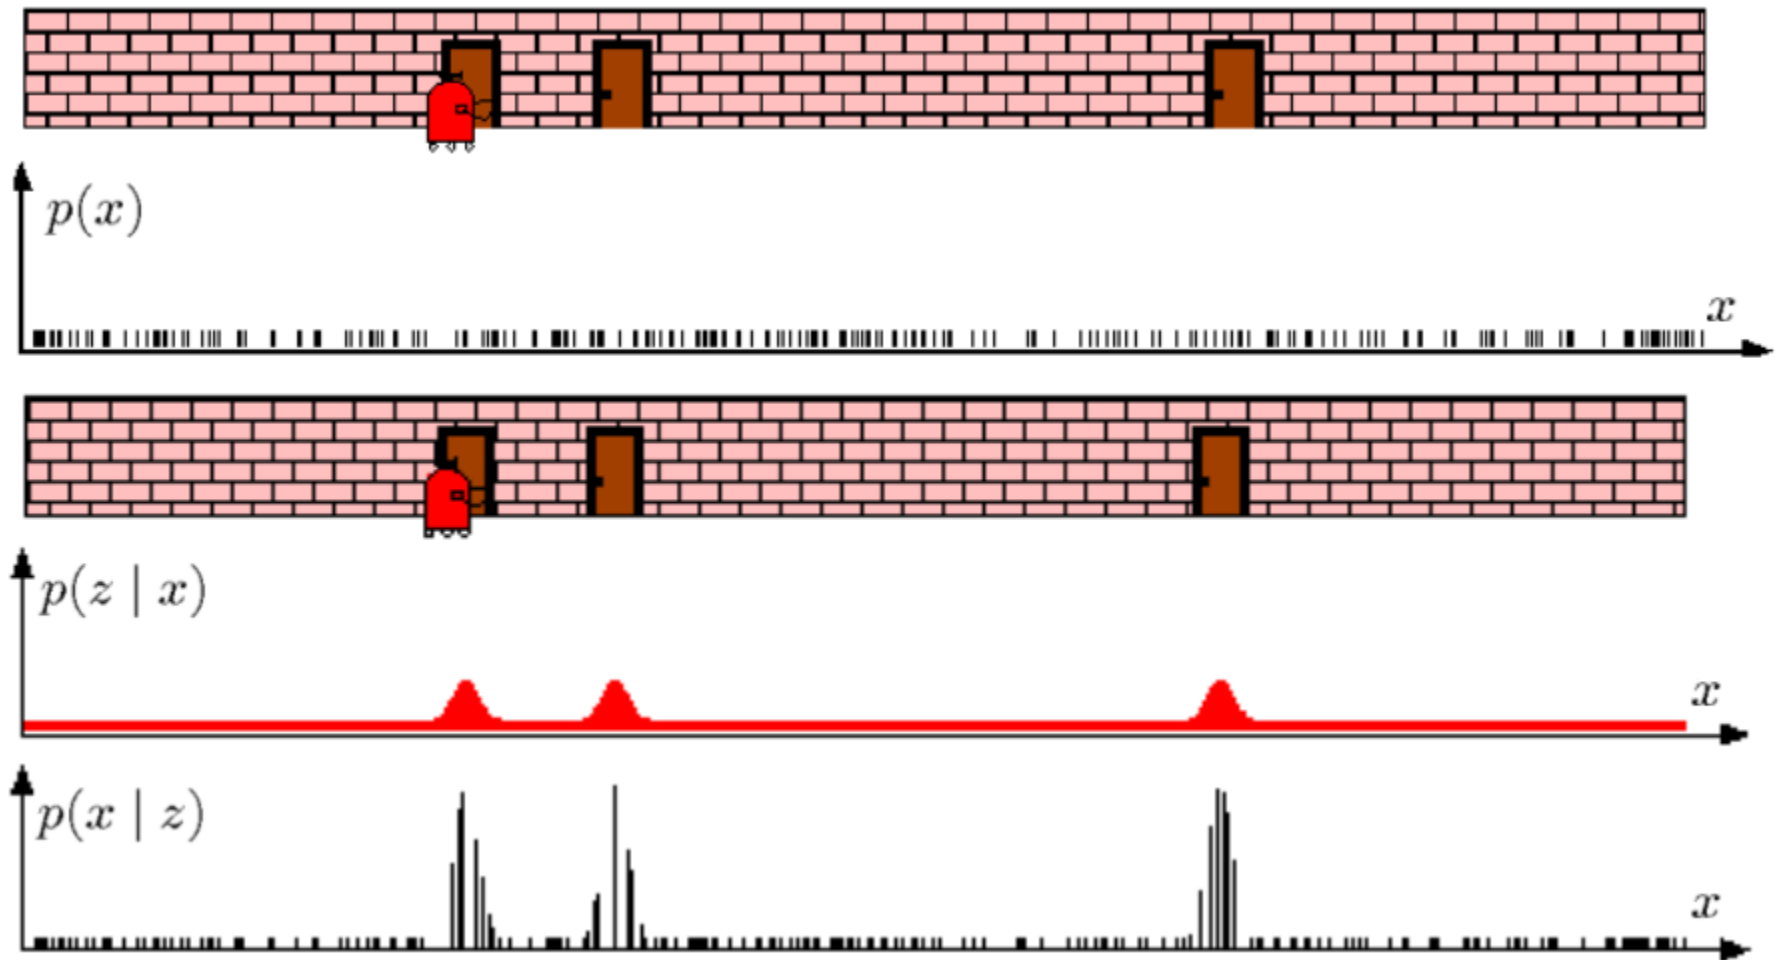 p(x)
x
p(z | x)
x
p(x | z)
x